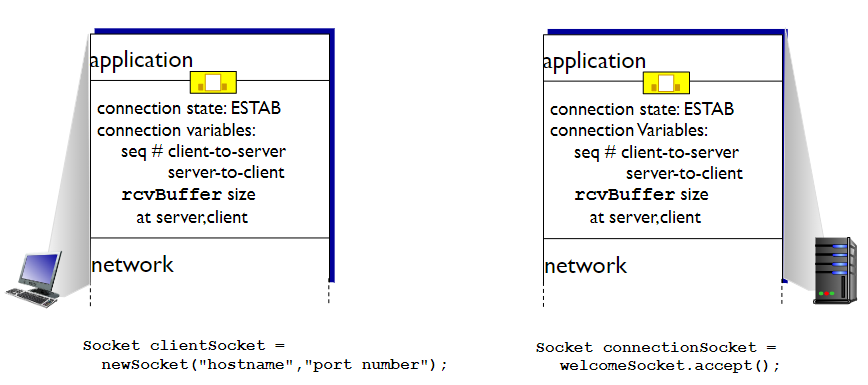 application
connection state: ESTAB
connection variables:
seq # client-to-server
server-to-client
rcvBuffer size
at server,client
network
Socket clientSocket =
newSocket("hostname","port number");
application
connection state: ESTAB
connection Variables:
seq # client-to-server
server-to-client
rcvBuffer size
at server,client
network
Socket connectionSocket =
welcomeSocket.accept();